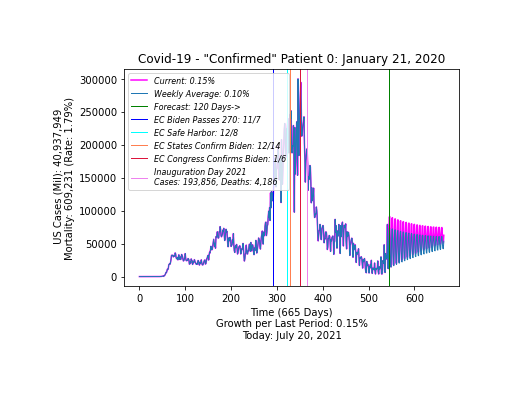 Covid-19 - "Confirmed" Patient 0: January 21, 2020
US Cases (Mil): 40,937,949
Mortality: 609,231 (Rate: 1.79%)
300000
250000
200000
150000
100000
50000
0
Current: 0.15%
Weekly Average: 0.10%
Forecast: 120 Days->
EC Biden Passes 270: 11/7
EC Safe Harbor: 12/8
EC States Confirm Biden: 12/14
EC Congress Confirms Biden: 1/6
Inauguration Day 2021
Cases: 193,856, Deaths: 4,186
0 100 200 300 400 500 600
Time (665 Days)
Growth per Last Period: 0.15%
Today: July 20, 2021